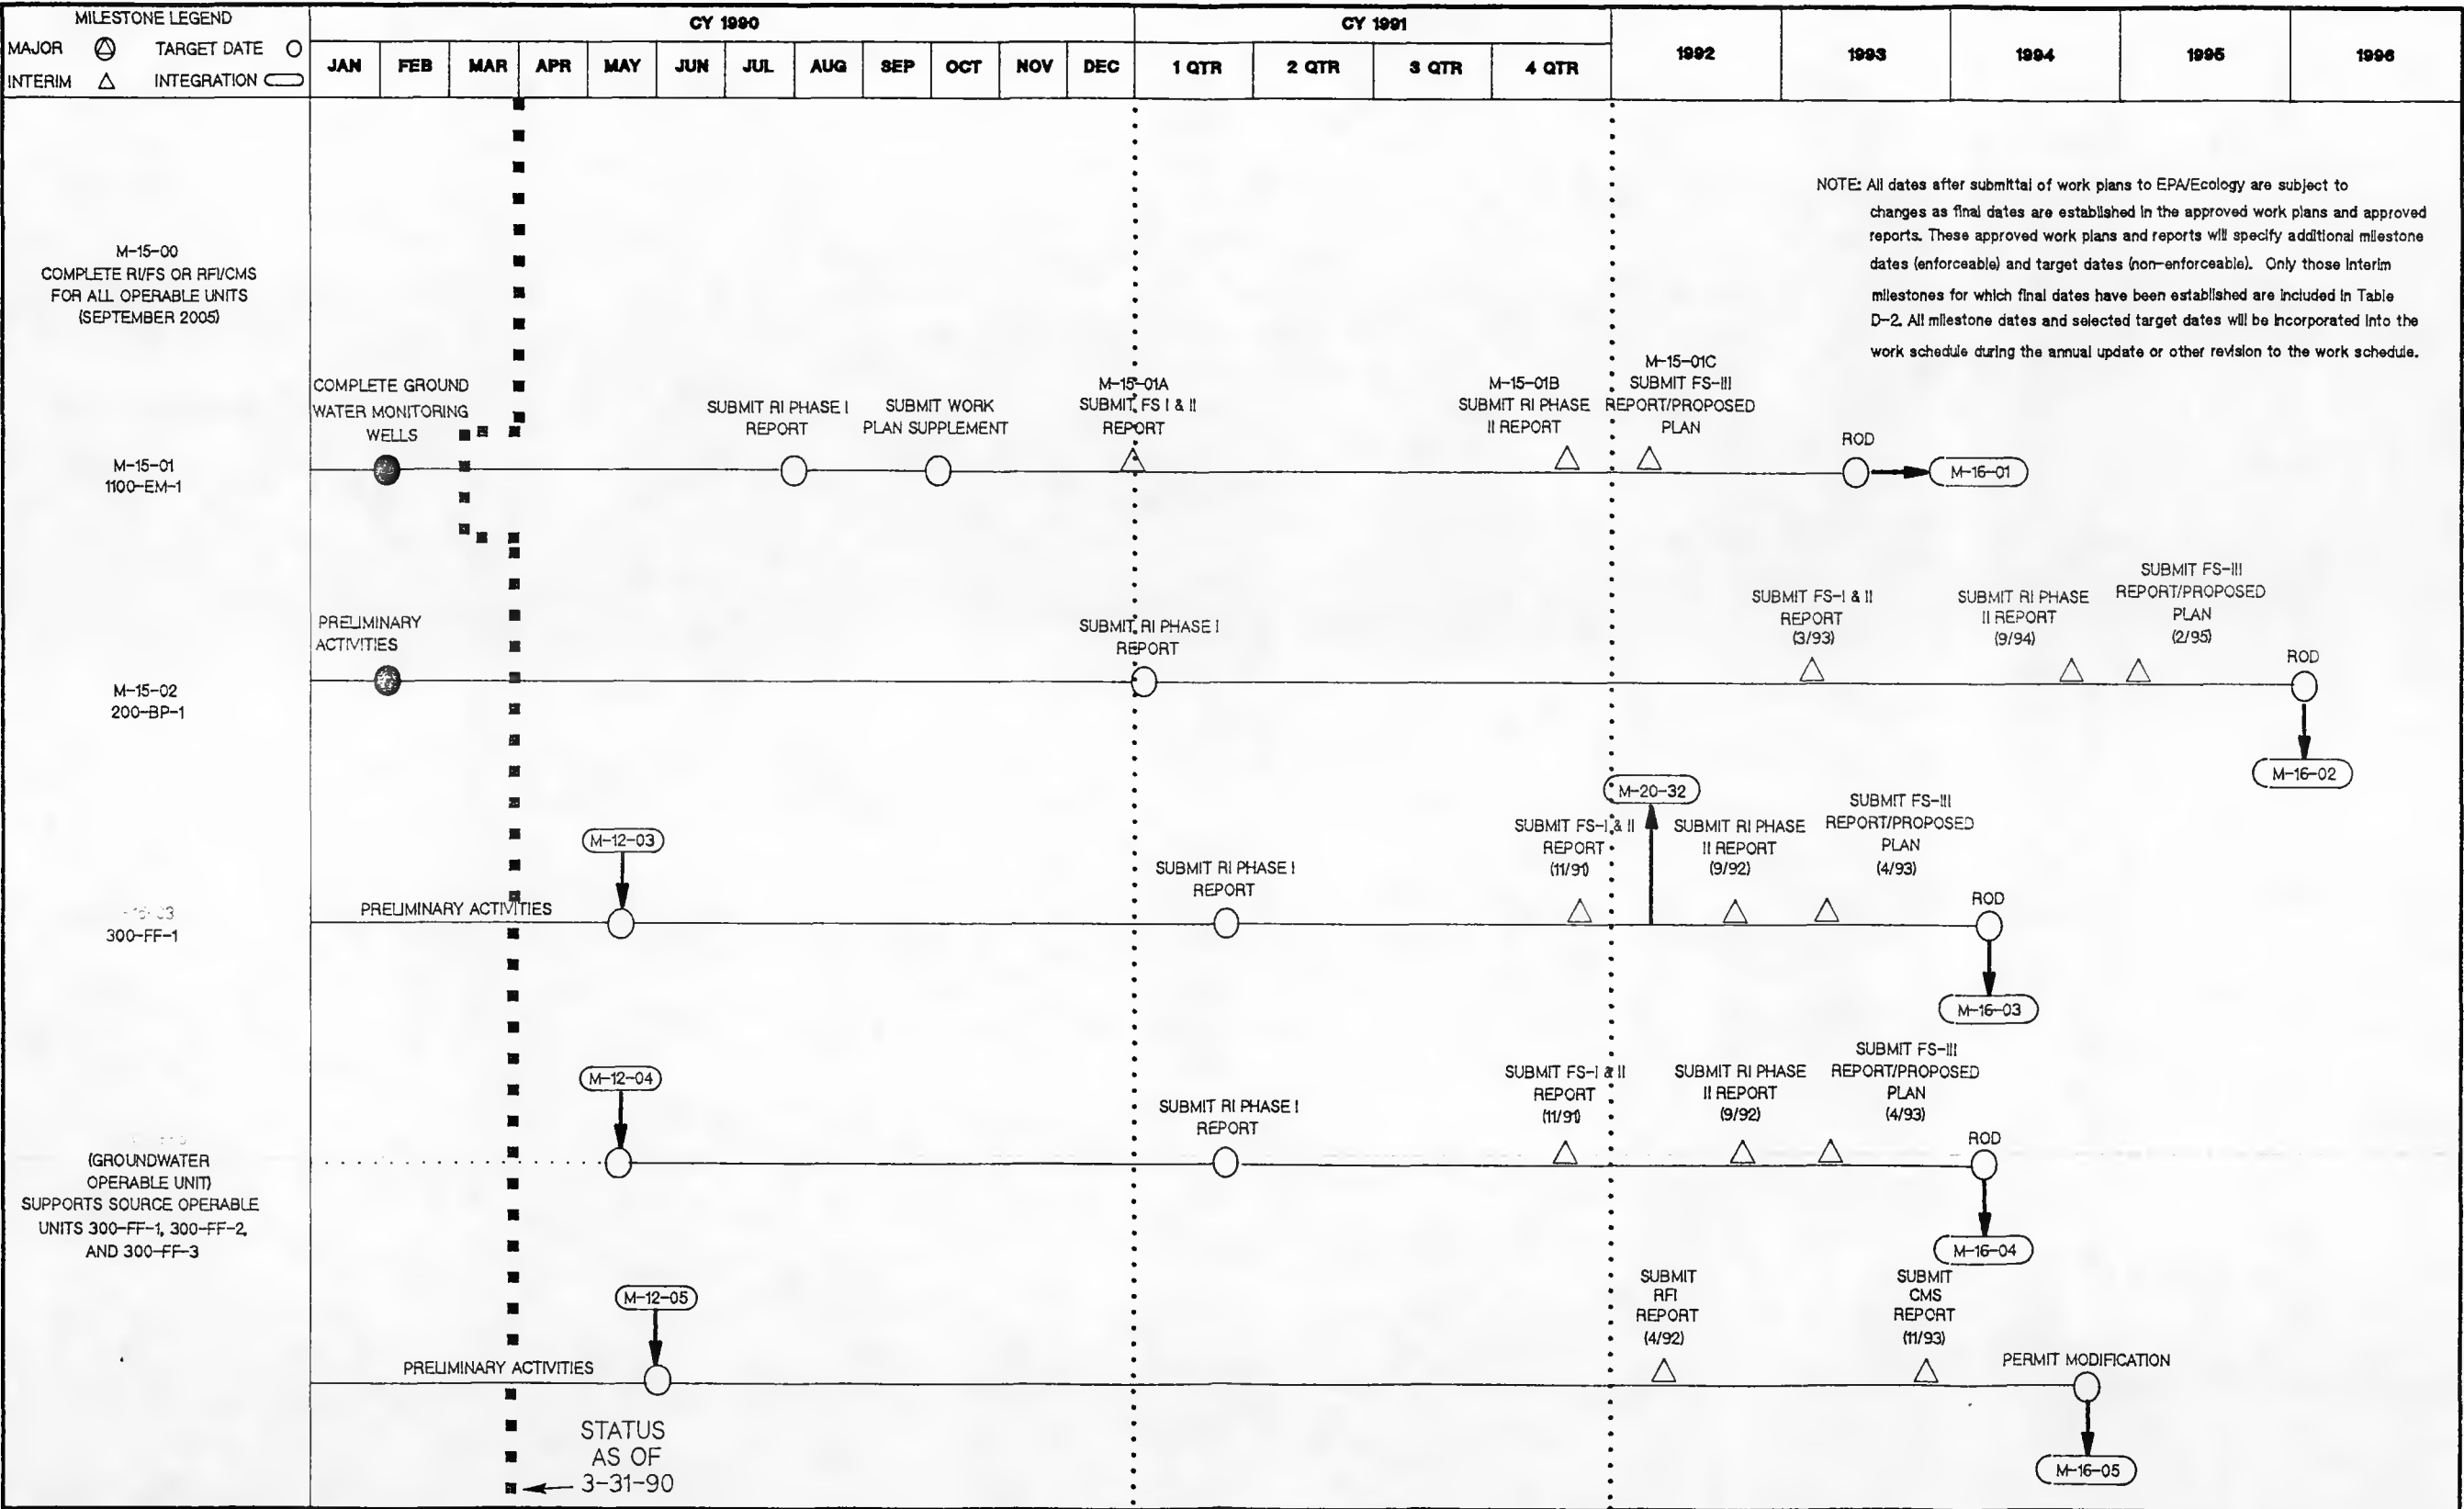 MILESTONE LEGEND
MAJOR TARGET DATE
INTERIM INTEGRATION
CY 1990
CY 1991
JAN FEB MAR APR MAY JUN JUL AUG SEP OCT NOV DEC
1 QTR 2 QTR 3 QTR 4 QTR
1992 1993 1994 1995 1996
NOTE: All dates after submittal of work plans to EPA/Ecology are subject to
changes as final dates are established in the approved work plans and approved
reports. These approved work plans and reports will specify additional milestone
dates (enforceable) and target dates (non-enforceable). Only those interim
milestones for which final dates have been established are included in Table
D-2. All milestone dates and selected target dates will be incorporated into the
work schedule during the annual update or other revision to the work schedule.
M-15-00
COMPLETE RI/FS OR RFI/CMS
FOR ALL OPERABLE UNITS
(SEPTEMBER 2005)
M-15-01
1100-EM-1
COMPLETE GROUND
WATER MONITORING
WELLS
SUBMIT RI PHASE I
REPORT
SUBMIT WORK
PLAN SUPPLEMENT
M-15-01A
SUBMIT FS I & II
REPORT
M-15-01B
SUBMIT RI PHASE
II REPORT
M-15-01C
SUBMIT FS-III
REPORT/PROPOSED
PLAN
ROD
M-16-01
M-15-02
200-BP-1
PRELIMINARY
ACTIVITIES
SUBMIT RI PHASE I
REPORT
SUBMIT FS-I & II
REPORT
(3/93)
SUBMIT RI PHASE
II REPORT
(9/94)
SUBMIT FS-III
REPORT/PROPOSED
PLAN
(2/95)
ROD
M-16-02
300-FF-1
PRELIMINARY ACTIVITIES
M-12-03
SUBMIT RI PHASE I
REPORT
SUBMIT FS-I & II
REPORT
(11/91)
M-20-32
SUBMIT RI PHASE
II REPORT
(9/92)
SUBMIT FS-III
REPORT/PROPOSED
PLAN
(4/93)
ROD
M-16-03
(GROUNDWATER
OPERABLE UNIT)
SUPPORTS SOURCE OPERABLE
UNITS 300-FF-1, 300-FF-2,
AND 300-FF-3
M-12-04
SUBMIT RI PHASE I
REPORT
SUBMIT FS-I & II
REPORT
(11/91)
SUBMIT RI PHASE
II REPORT
(9/92)
SUBMIT FS-III
REPORT/PROPOSED
PLAN
(4/93)
ROD
M-16-04
PRELIMINARY ACTIVITIES
M-12-05
SUBMIT
RFI
REPORT
(4/92)
SUBMIT
CMS
REPORT
(11/93)
PERMIT MODIFICATION
M-16-05
STATUS
AS OF
3-31-90